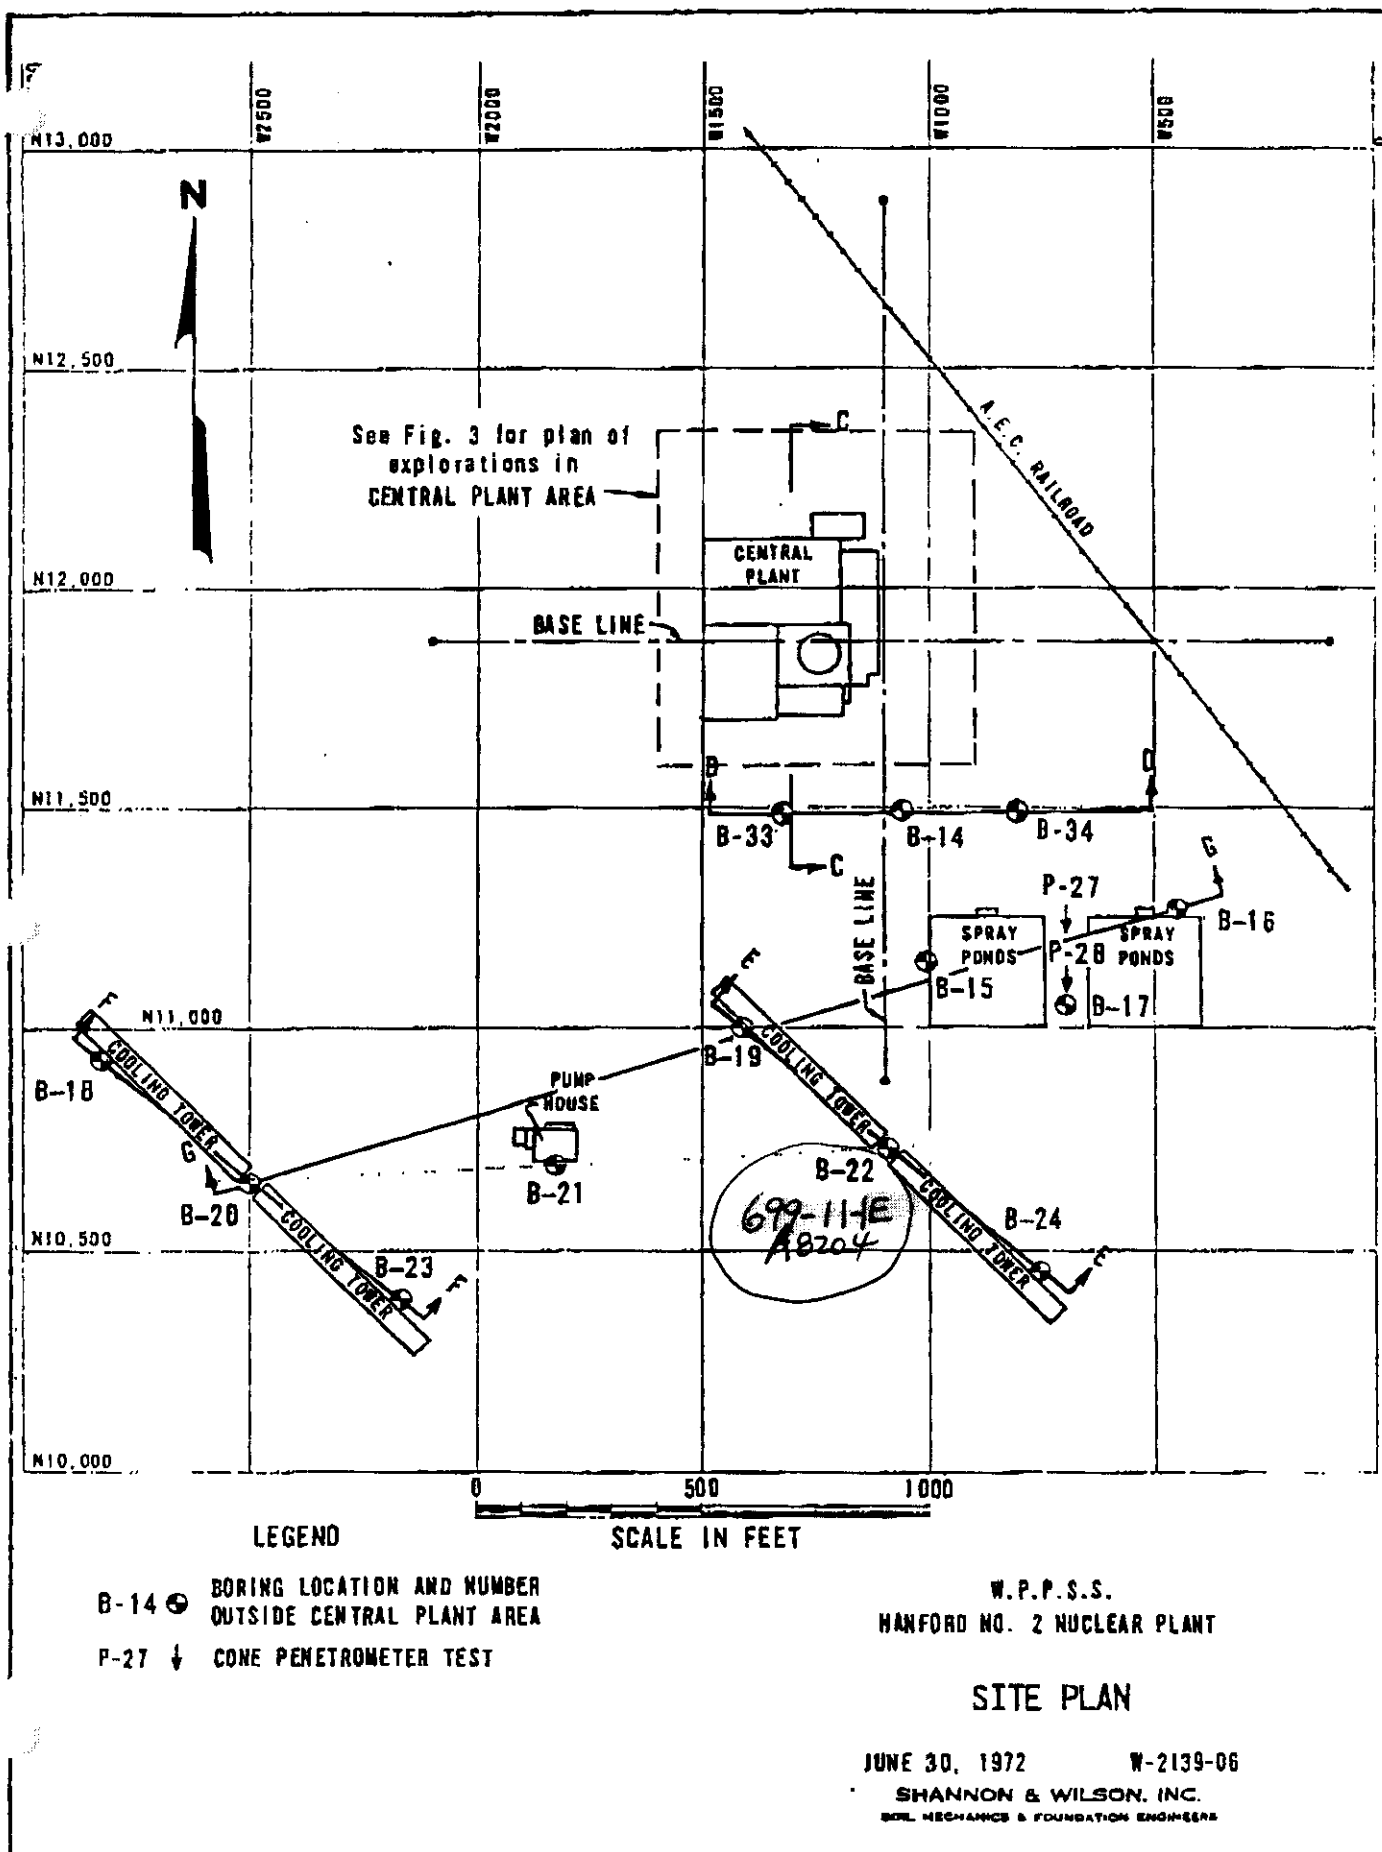 W2500
W2000
W1500
W1000
W500
N13,000
N
N12,500
A.E.C. RAILROAD
C
See Fig. 3 for plan of
explorations in
CENTRAL PLANT AREA
CENTRAL
PLANT
N12,000
BASE LINE
B
D
N11,500
B-33
B-14
B-34
C
G
P-27
BASE LINE
B-16
SPRAY
PONDS
P-28
SPRAY
PONDS
E
B-15
B-17
F
N11,000
COOLING TOWER
B-19
COOLING TOWER
B-18
PUMP
HOUSE
G
B-22
B-21
B-20
699-11-1E
A8204
COOLING TOWER
B-24
N10,500
COOLING TOWER
B-23
F
E
N10,000
0
500
1000
LEGEND
SCALE IN FEET
B-14
BORING LOCATION AND NUMBER
OUTSIDE CENTRAL PLANT AREA
P-27
CONE PENETROMETER TEST
W.P.P.S.S.
HANFORD NO. 2 NUCLEAR PLANT
SITE PLAN
JUNE 30, 1972
W-2139-06
SHANNON & WILSON, INC.
SOIL MECHANICS & FOUNDATION ENGINEERS